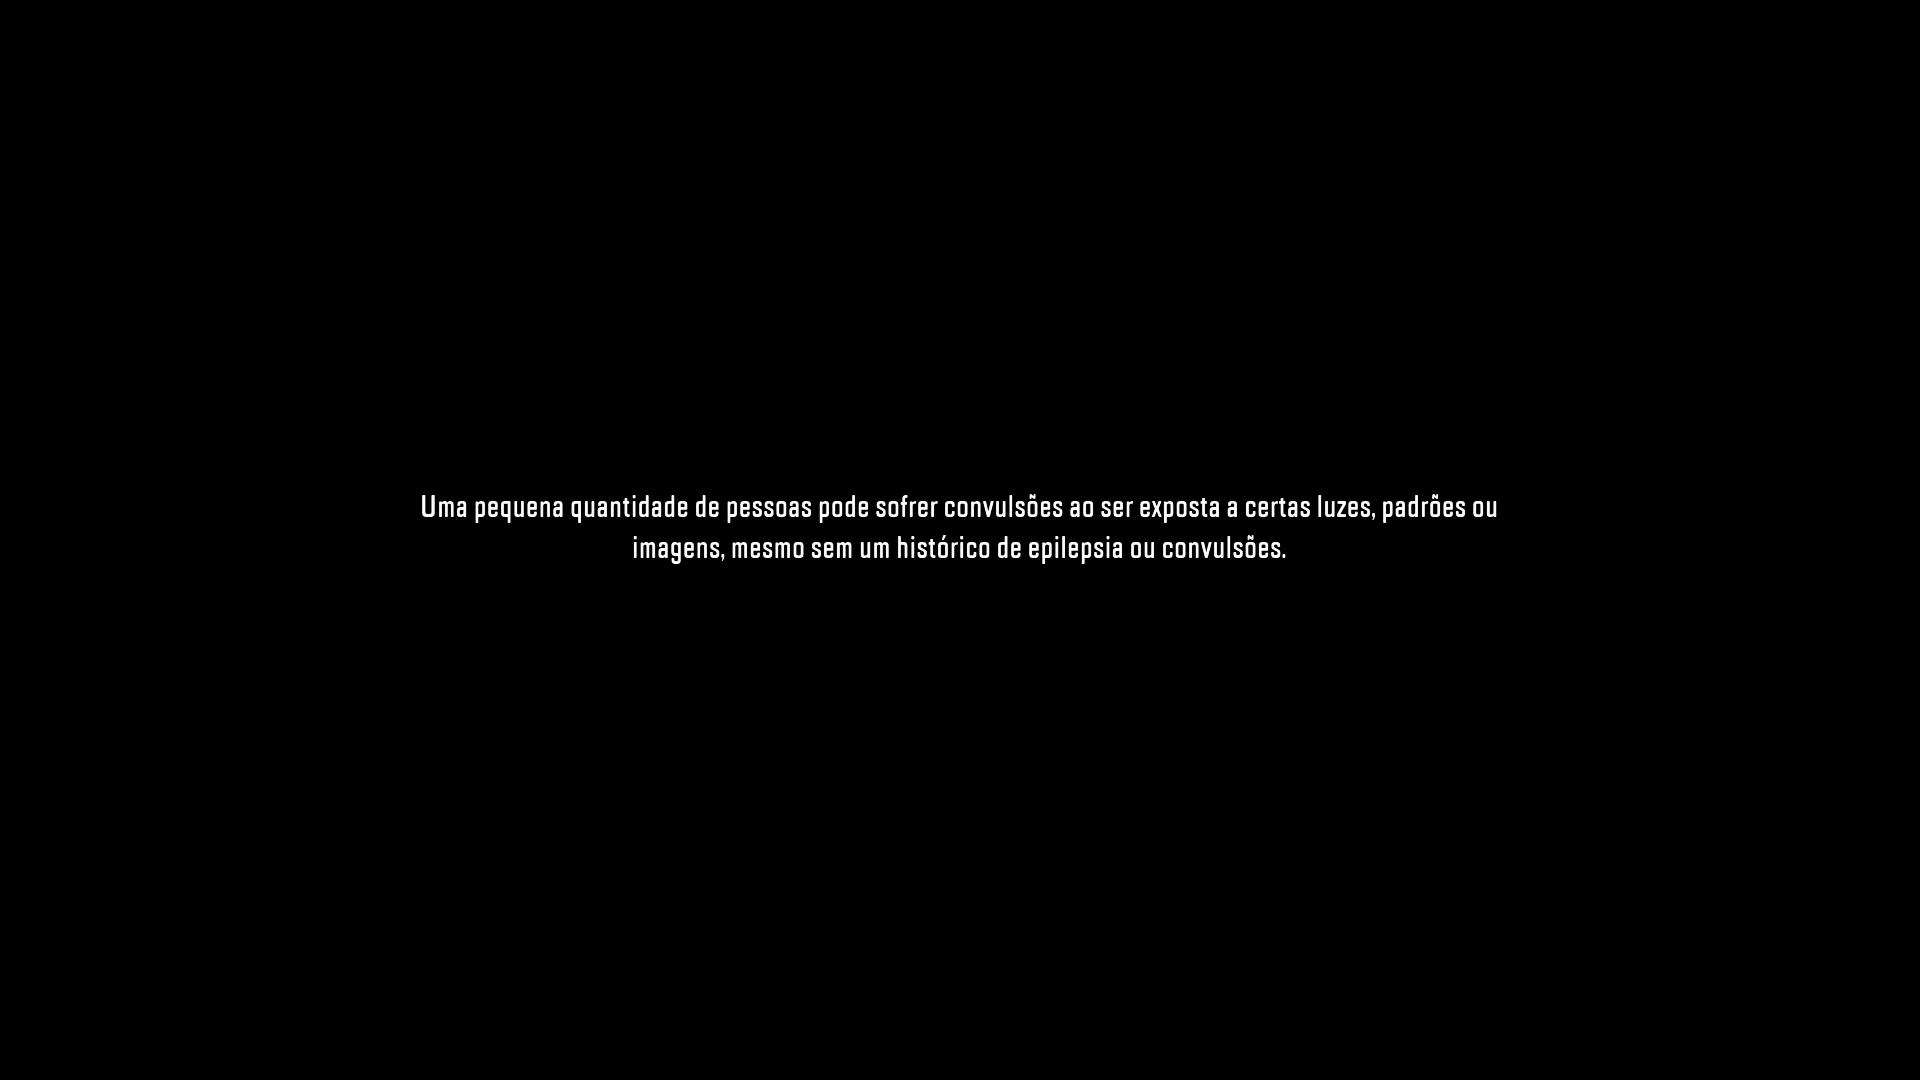 Uma pequena quantidade de pessoas pode sofrer convulsões ao ser exposta a certas luzes, padrões ou
imagens, mesmo sem um histórico de epilepsia ou convulsões.